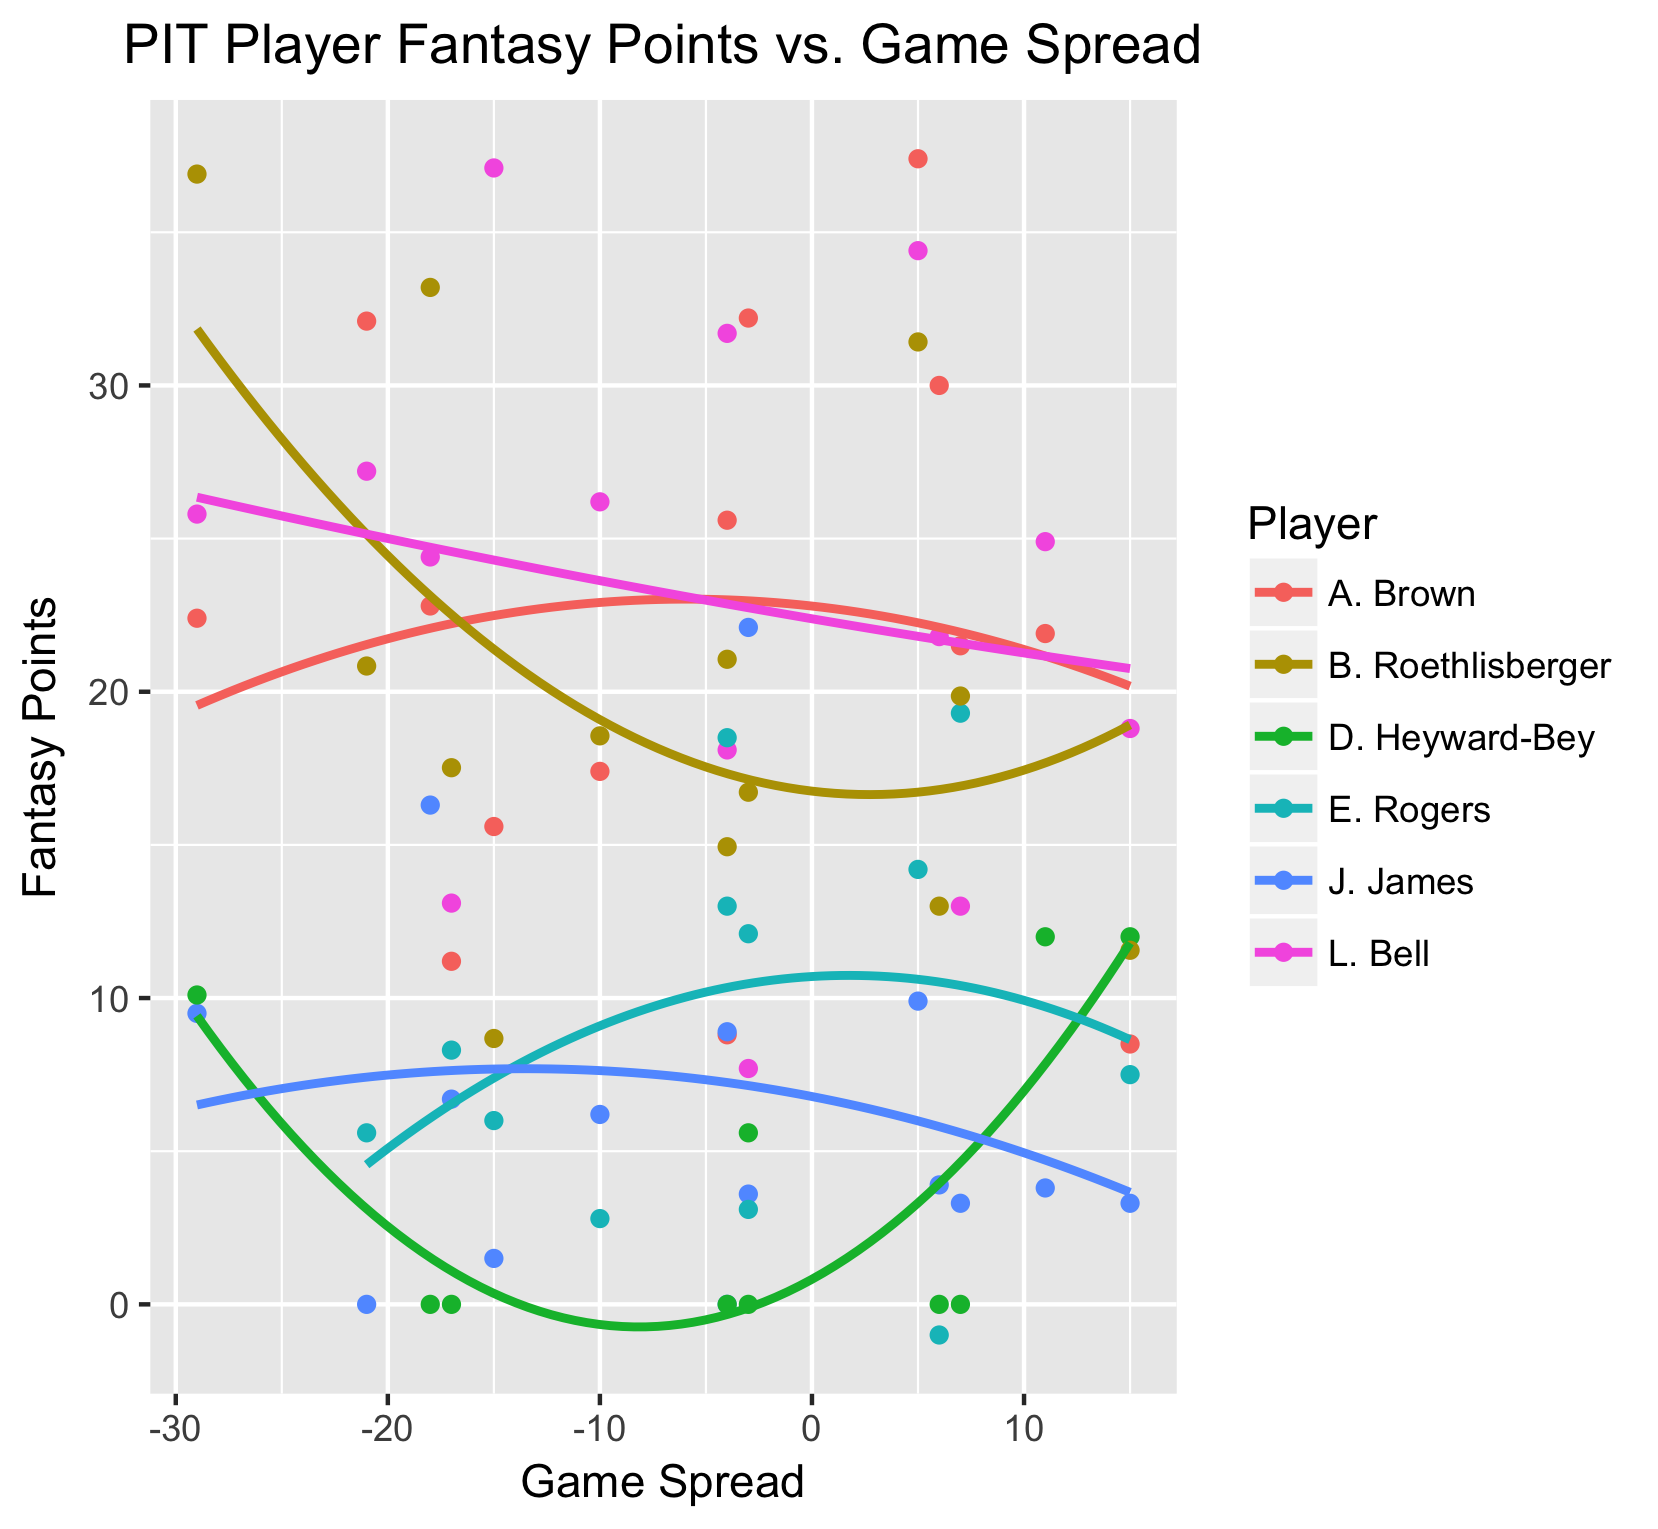 PIT Player Fantasy Points vs. Game Spread
Fantasy Points
30
20
10
0
-30
-20
-10
0
10
Game Spread
Player
A. Brown
B. Roethlisberger
D. Heyward-Bey
E. Rogers
J. James
L. Bell